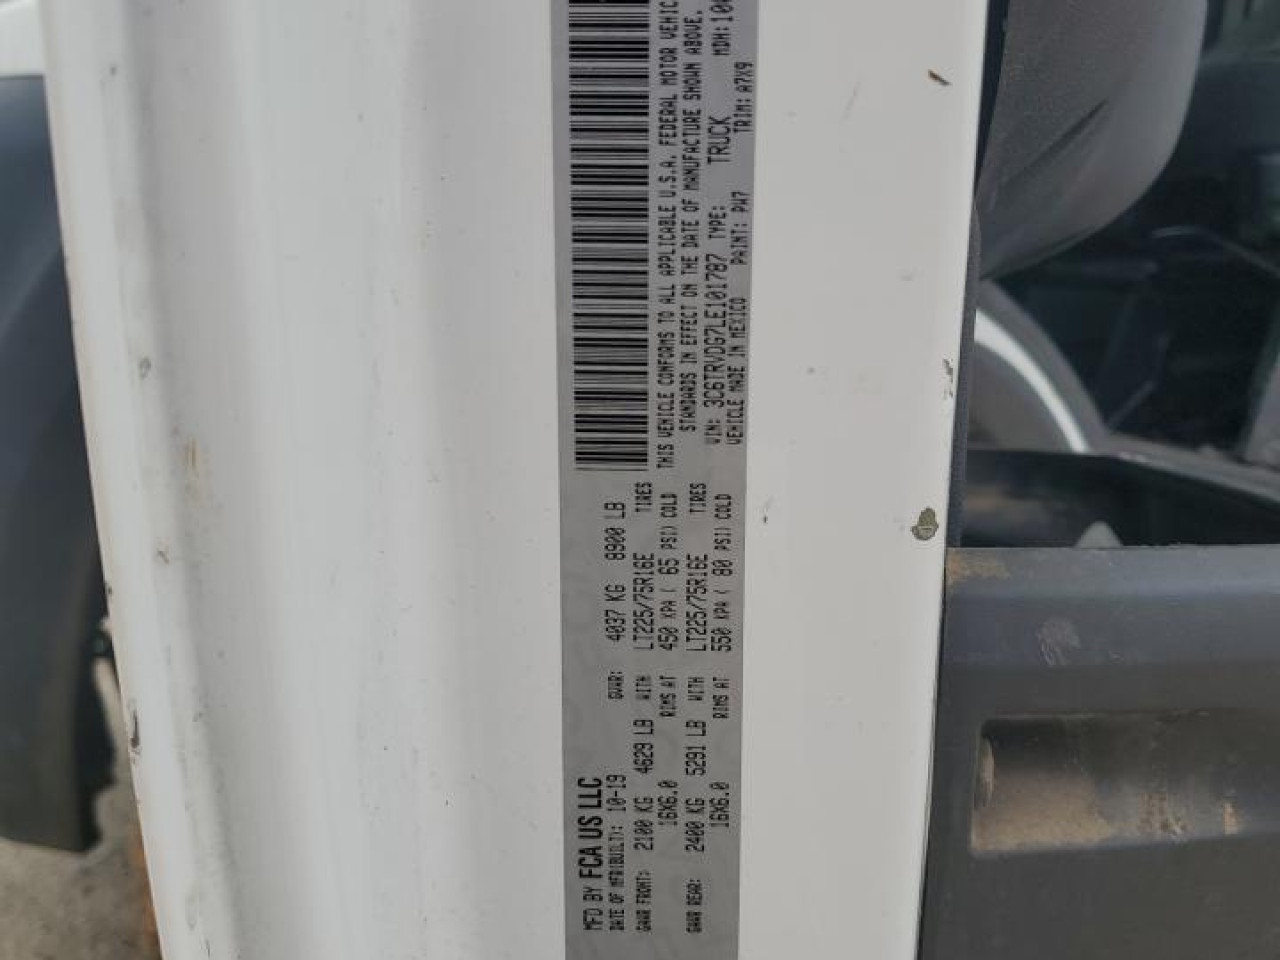 MFD BY FCA US LLC
DATE OF MFR(BUILT): 10-19 GVWR: 4037 KG 8900 LB
GAWR FRONT: 2100 KG 4629 LB WITH LT225/75R16E TIRES
16X6.0 RIMS AT 450 KPA ( 65 PSI) COLD
GAWR REAR: 2400 KG 5291 LB WITH LT225/75R16E TIRES
16X6.0 RIMS AT 550 KPA ( 80 PSI) COLD
THIS VEHICLE CONFORMS TO ALL APPLICABLE U.S.A. FEDERAL MOTOR VEHIC
STANDARDS IN EFFECT ON THE DATE OF MANUFACTURE SHOWN ABOVE.
VIN: 3C6TRVDG7LE101787 TYPE: TRUCK MDH: 10
VEHICLE MADE IN MEXICO PAINT: PW7 TRIM: A7X9